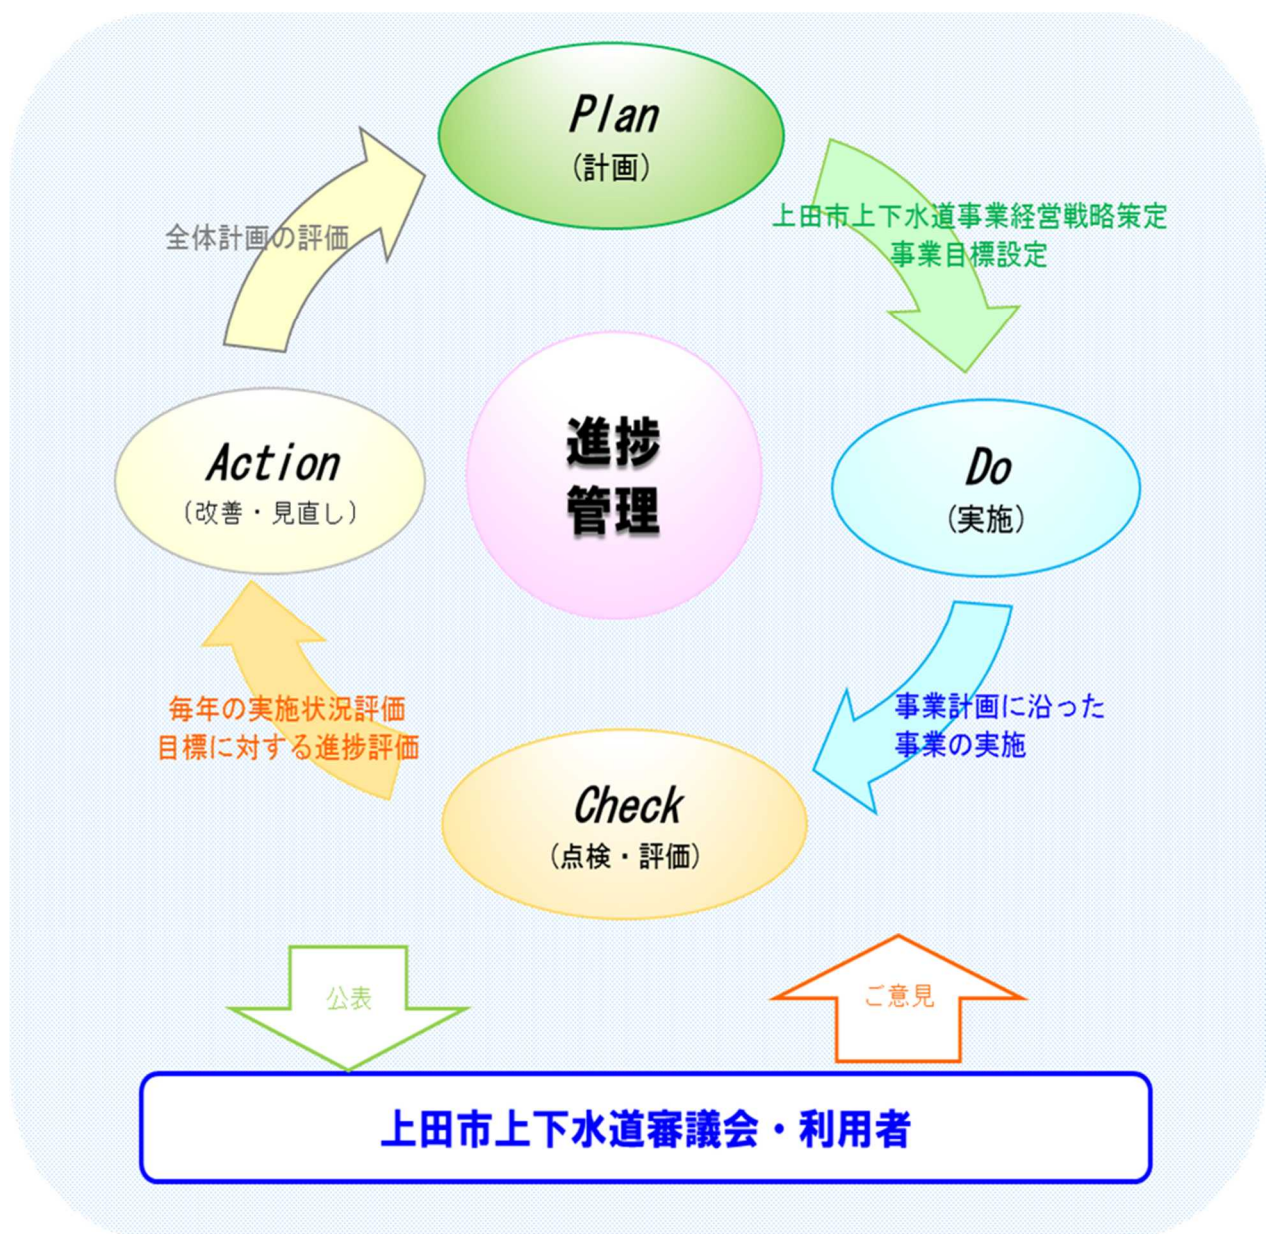 Plan
(計画)
上田市上下水道事業経営戦略策定
事業目標設定
全体計画の評価
進捗
管理
Action
(改善・見直し)
Do
(実施)
毎年の実施状況評価
目標に対する進捗評価
事業計画に沿った
事業の実施
Check
(点検・評価)
公表
ご意見
上田市上下水道審議会・利用者